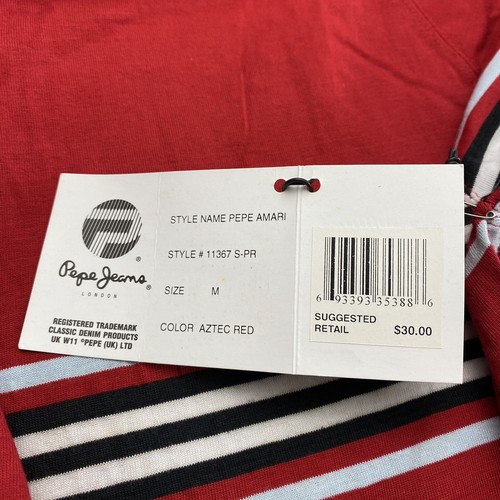 Pepe Jeans®
LONDON
REGISTERED TRADEMARK
CLASSIC DENIM PRODUCTS
UK W11 ©PEPE (UK) LTD
STYLE NAME PEPE AMARI
STYLE # 11367 S-PR
SIZE M
COLOR AZTEC RED
6 93393 35388 6
SUGGESTED
RETAIL $30.00